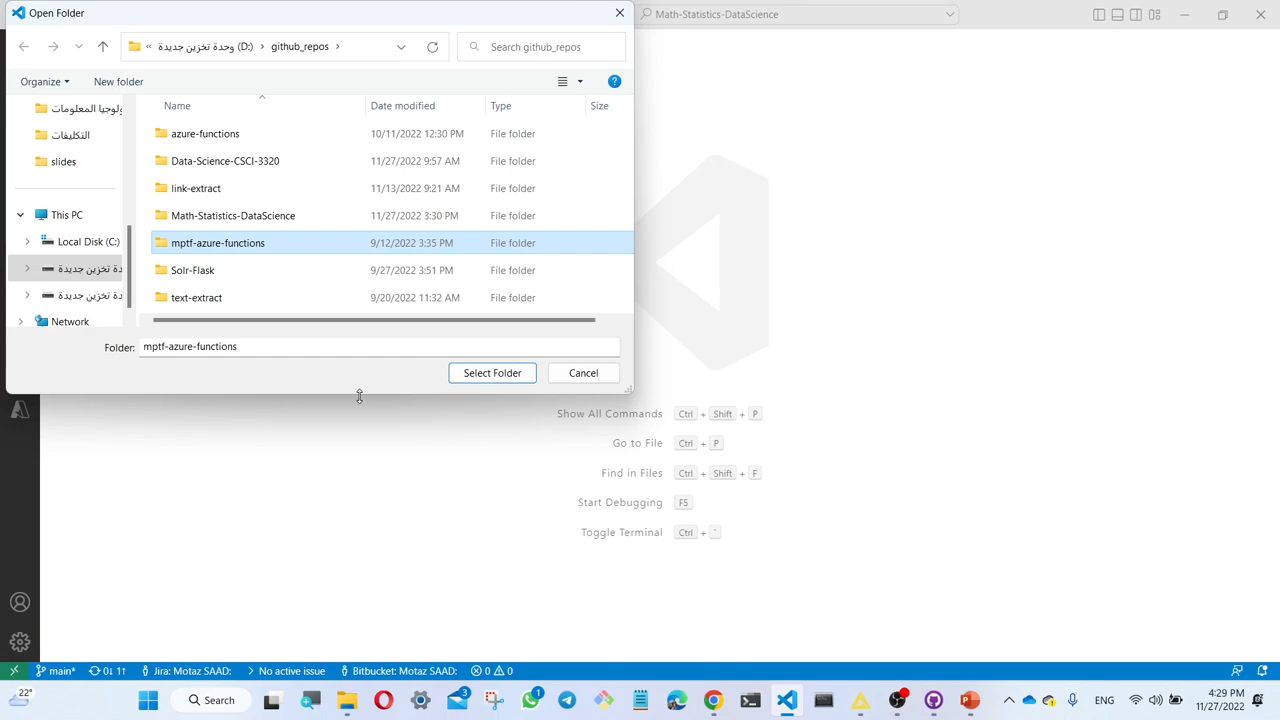 Open Folder
Math-Statistics-DataScience
« وحدة تخزين جديدة (D:) › github_repos ›
Search github_repos
Organize
New folder
Name
Date modified
Type
Size
التكليفات
slides
This PC
Local Disk (C:)
Network
azure-functions 10/11/2022 12:30 PM File folder
Data-Science-CSCI-3320 11/27/2022 9:57 AM File folder
link-extract 11/13/2022 9:21 AM File folder
Math-Statistics-DataScience 11/27/2022 3:30 PM File folder
mptf-azure-functions 9/12/2022 3:35 PM File folder
Solr-Flask 9/27/2022 3:51 PM File folder
text-extract 9/20/2022 11:32 AM File folder
Folder: mptf-azure-functions
Select Folder
Cancel
Show All Commands Ctrl + Shift + P
Go to File Ctrl + P
Find in Files Ctrl + Shift + F
Start Debugging F5
Toggle Terminal Ctrl + `
main* 0↓ 1↑ Jira: Motaz SAAD: No active issue Bitbucket: Motaz SAAD: 0 0
22°
Search
3
1
ENG
4:29 PM
11/27/2022